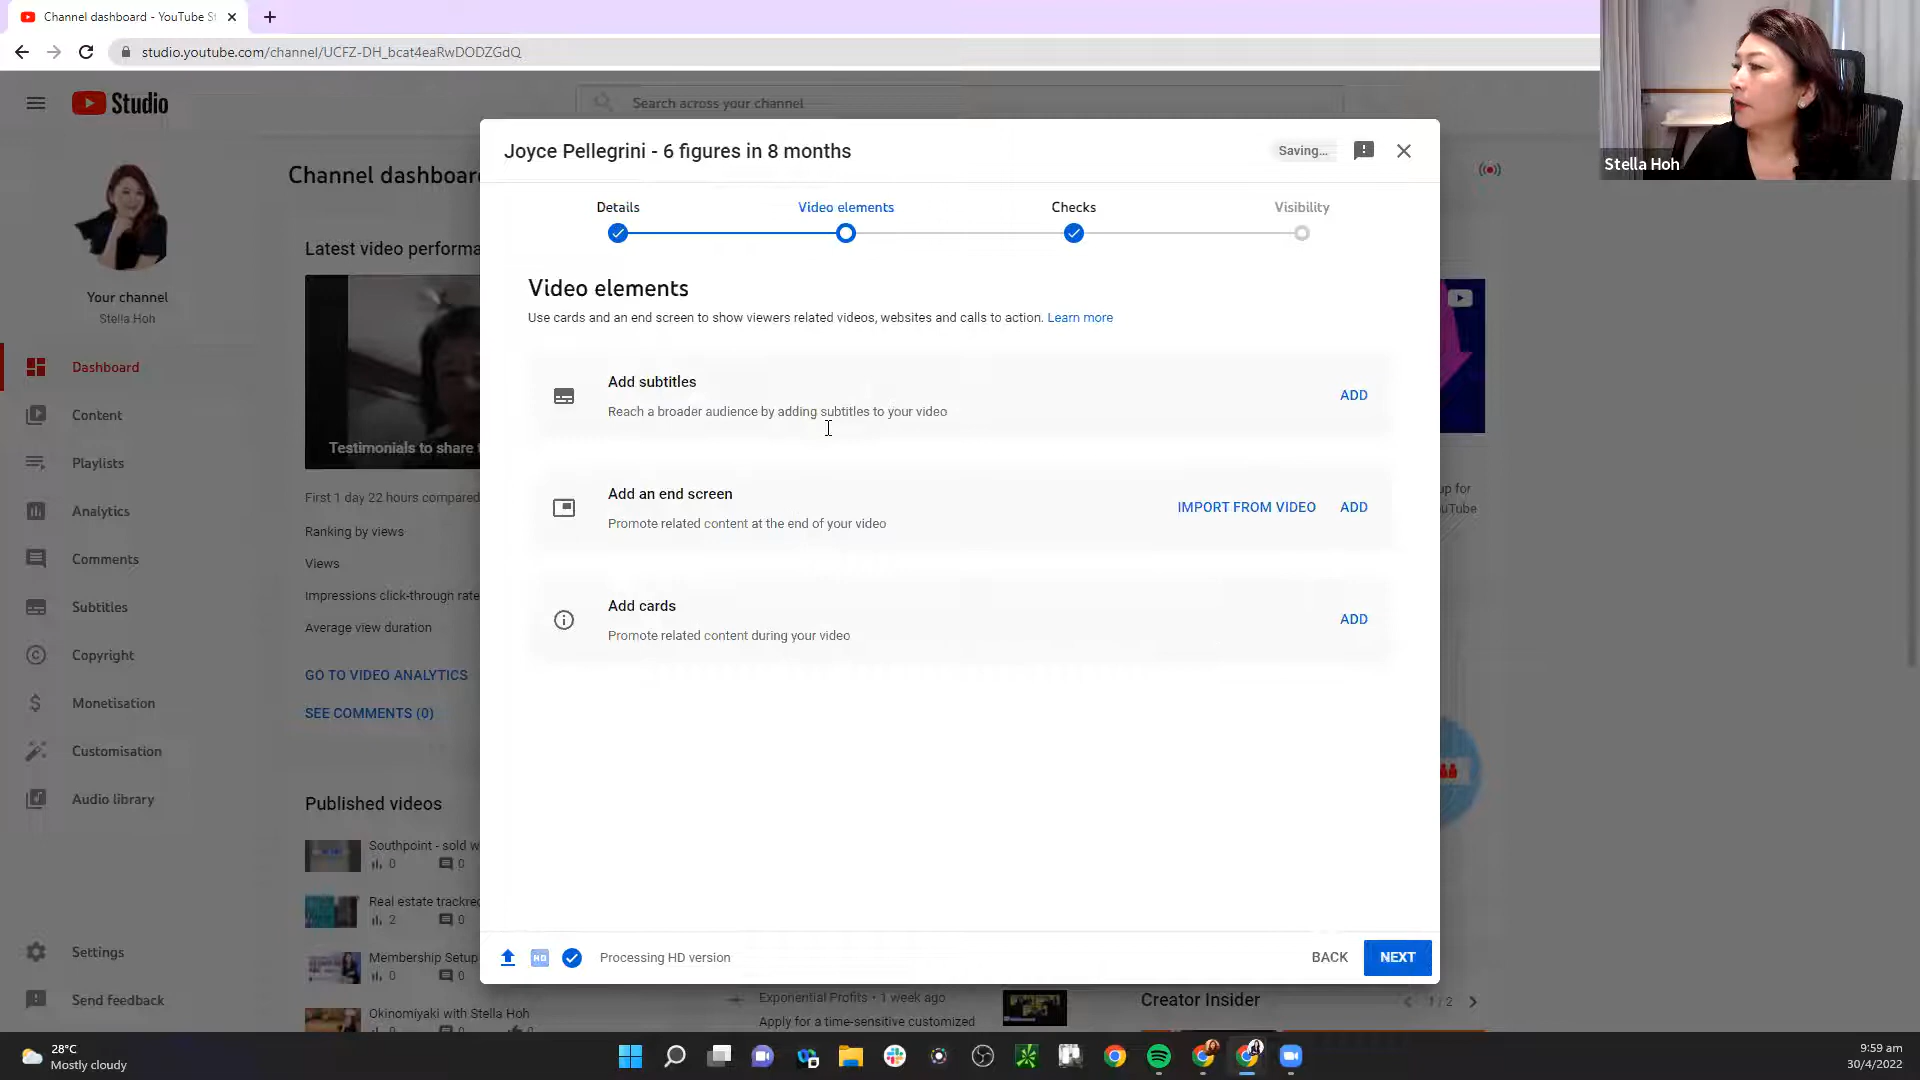 Channel dashboard - YouTube St
studio.youtube.com/channel/UCFZ-DH_bcat4eaRwDODZGdQ
Studio
Search across your channel
Stella Hoh
Joyce Pellegrini - 6 figures in 8 months
Saving...
Details
Video elements
Checks
Visibility
Video elements
Use cards and an end screen to show viewers related videos, websites and calls to action. Learn more
Add subtitles
Reach a broader audience by adding subtitles to your video
ADD
Add an end screen
Promote related content at the end of your video
IMPORT FROM VIDEO
ADD
Add cards
Promote related content during your video
ADD
HD
Processing HD version
BACK
NEXT
Your channel
Stella Hoh
Dashboard
Content
Playlists
Analytics
Comments
Subtitles
Copyright
Monetisation
Customisation
Audio library
Settings
Send feedback
Channel dashboard
Latest video performa
Testimonials to share
First 1 day 22 hours compared
Ranking by views
Views
Impressions click-through rate
Average view duration
GO TO VIDEO ANALYTICS
SEE COMMENTS (0)
Published videos
Southpoint - sold w
0
0
Real estate trackrec
2
0
Membership Setup
0
0
Okinomiyaki with Stella Hoh
Exponential Profits • 1 week ago
Apply for a time-sensitive customized
up for
uTube
Creator Insider
1 / 2
28°C
Mostly cloudy
9:59 am
30/4/2022